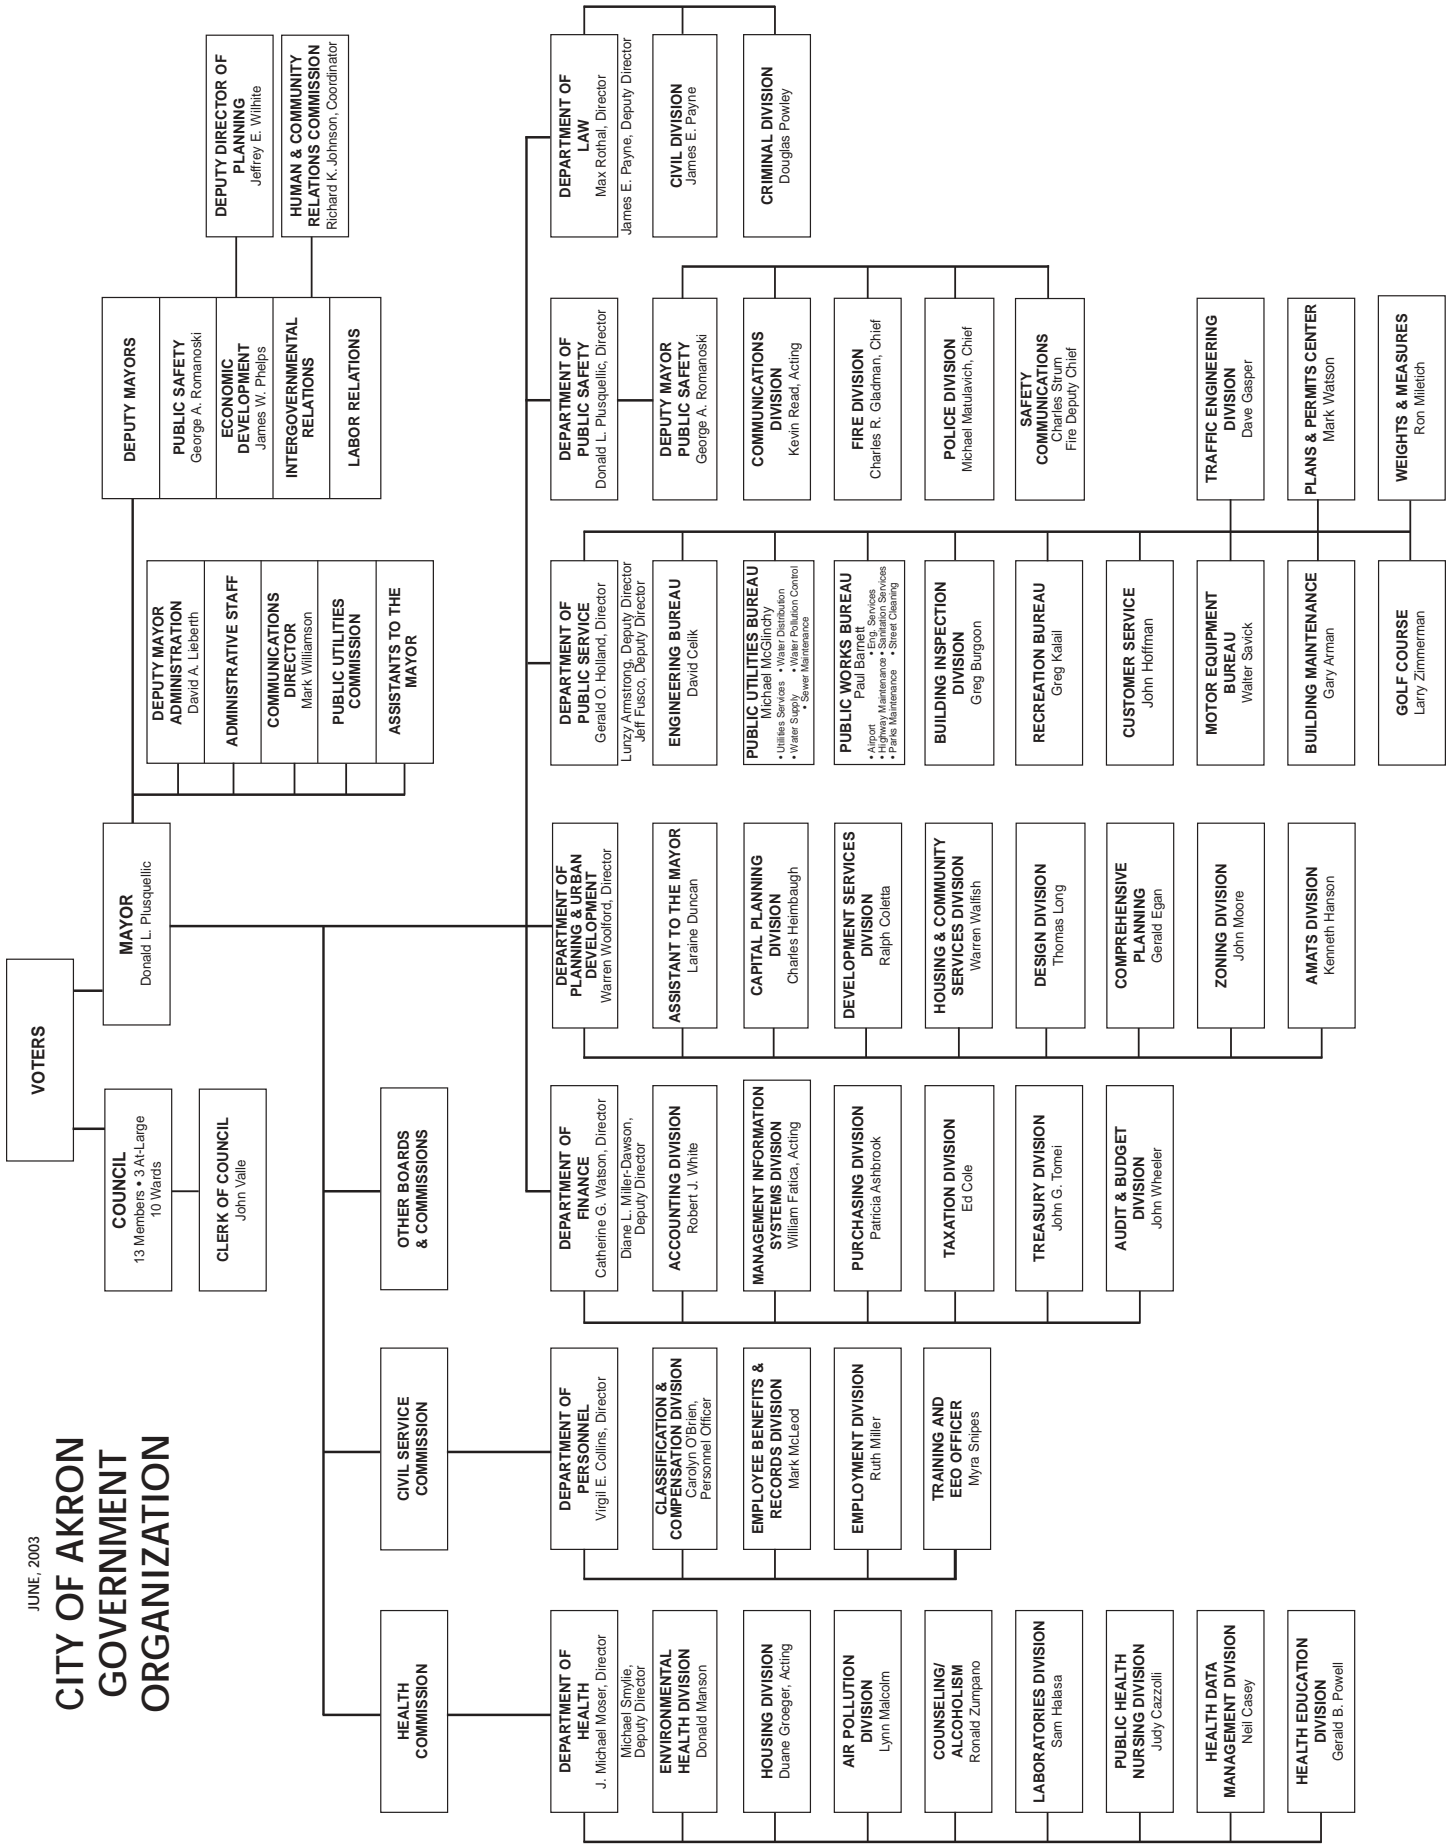 JUNE, 2003
CITY OF AKRON
GOVERNMENT
ORGANIZATION
VOTERS
COUNCIL
13 Members • 3 At-Large
10 Wards
CLERK OF COUNCIL
John Valle
MAYOR
Donald L. Plusquellic
DEPUTY MAYOR
ADMINISTRATION
David A. Lieberth
ADMINISTRATIVE STAFF
COMMUNICATIONS
DIRECTOR
Mark Williamson
PUBLIC UTILITIES
COMMISSION
ASSISTANTS TO THE
MAYOR
DEPUTY MAYORS
PUBLIC SAFETY
George A. Romanoski
ECONOMIC
DEVELOPMENT
James W. Phelps
INTERGOVERNMENTAL
RELATIONS
LABOR RELATIONS
DEPUTY DIRECTOR OF
PLANNING
Jeffrey E. Wilhite
HUMAN & COMMUNITY
RELATIONS COMMISSION
Richard K. Johnson, Coordinator
HEALTH
COMMISSION
CIVIL SERVICE
COMMISSION
OTHER BOARDS
& COMMISSIONS
DEPARTMENT OF
HEALTH
J. Michael Moser, Director
Michael Smylie,
Deputy Director
ENVIRONMENTAL
HEALTH DIVISION
Donald Manson
HOUSING DIVISION
Duane Groeger, Acting
AIR POLLUTION
DIVISION
Lynn Malcolm
COUNSELING/
ALCOHOLISM
Ronald Zumpano
LABORATORIES DIVISION
Sam Halasa
PUBLIC HEALTH
NURSING DIVISION
Judy Cazzolli
HEALTH DATA
MANAGEMENT DIVISION
Neil Casey
HEALTH EDUCATION
DIVISION
Gerald B. Powell
DEPARTMENT OF
PERSONNEL
Virgil E. Collins, Director
CLASSIFICATION &
COMPENSATION DIVISION
Carolyn O'Brien,
Personnel Officer
EMPLOYEE BENEFITS &
RECORDS DIVISION
Mark McLeod
EMPLOYMENT DIVISION
Ruth Miller
TRAINING AND
EEO OFFICER
Myra Snipes
DEPARTMENT OF
FINANCE
Catherine G. Watson, Director
Diane L. Miller-Dawson,
Deputy Director
ACCOUNTING DIVISION
Robert J. White
MANAGEMENT INFORMATION
SYSTEMS DIVISION
William Fatica, Acting
PURCHASING DIVISION
Patricia Ashbrook
TAXATION DIVISION
Ed Cole
TREASURY DIVISION
John G. Tomei
AUDIT & BUDGET
DIVISION
John Wheeler
DEPARTMENT OF
PLANNING & URBAN
DEVELOPMENT
Warren Woolford, Director
ASSISTANT TO THE MAYOR
Laraine Duncan
CAPITAL PLANNING
DIVISION
Charles Heimbaugh
DEVELOPMENT SERVICES
DIVISION
Ralph Coletta
HOUSING & COMMUNITY
SERVICES DIVISION
Warren Walfish
DESIGN DIVISION
Thomas Long
COMPREHENSIVE
PLANNING
Gerald Egan
ZONING DIVISION
John Moore
AMATS DIVISION
Kenneth Hanson
DEPARTMENT OF
PUBLIC SERVICE
Gerald O. Holland, Director
Lunzy Armstrong, Deputy Director
Jeff Fusco, Deputy Director
ENGINEERING BUREAU
David Celik
PUBLIC UTILITIES BUREAU
Michael McGlinchy
• Utilities Services • Water Distribution
• Water Supply • Water Pollution Control
• Sewer Maintenance
PUBLIC WORKS BUREAU
Paul Barnett
• Airport • Eng. Services
• Highway Maintenance • Sanitation Services
• Parks Maintenance • Street Cleaning
BUILDING INSPECTION
DIVISION
Greg Burgoon
RECREATION BUREAU
Greg Kalail
CUSTOMER SERVICE
John Hoffman
MOTOR EQUIPMENT
BUREAU
Walter Savick
BUILDING MAINTENANCE
Gary Arman
GOLF COURSE
Larry Zimmerman
TRAFFIC ENGINEERING
DIVISION
Dave Gasper
PLANS & PERMITS CENTER
Mark Watson
WEIGHTS & MEASURES
Ron Miletich
DEPARTMENT OF
PUBLIC SAFETY
Donald L. Plusquellic, Director
DEPUTY MAYOR
PUBLIC SAFETY
George A. Romanoski
COMMUNICATIONS
DIVISION
Kevin Read, Acting
FIRE DIVISION
Charles R. Gladman, Chief
POLICE DIVISION
Michael Matulavich, Chief
SAFETY
COMMUNICATIONS
Charles Strum
Fire Deputy Chief
DEPARTMENT OF
LAW
Max Rothal, Director
James E. Payne, Deputy Director
CIVIL DIVISION
James E. Payne
CRIMINAL DIVISION
Douglas Powley